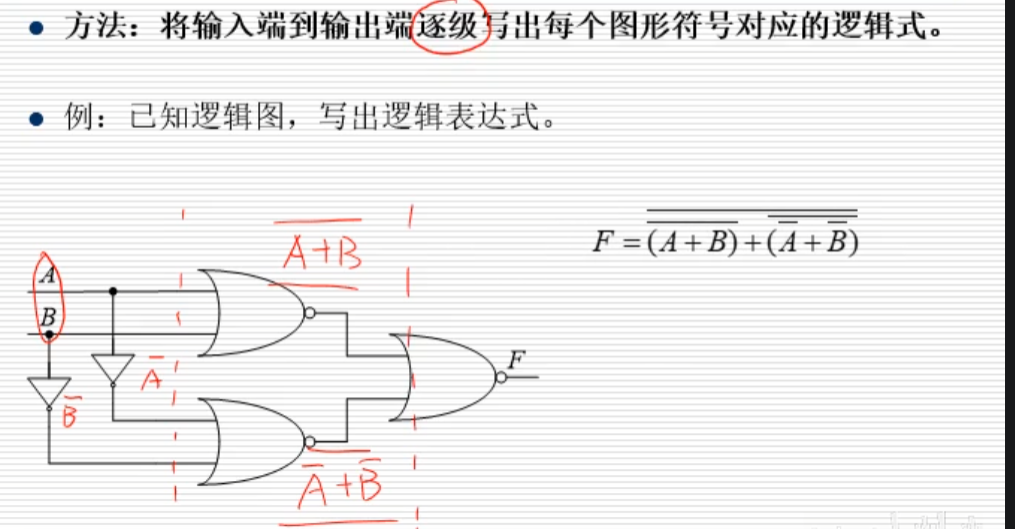 方法：将输入端到输出端逐级写出每个图形符号对应的逻辑式。
例：已知逻辑图，写出逻辑表达式。
F = \overline{\overline{(A+B)}+\overline{(\overline{A}+\overline{B})}}
\overline{A+B}
A
B
\overline{A}
\overline{B}
F
\overline{\overline{A}+\overline{B}}